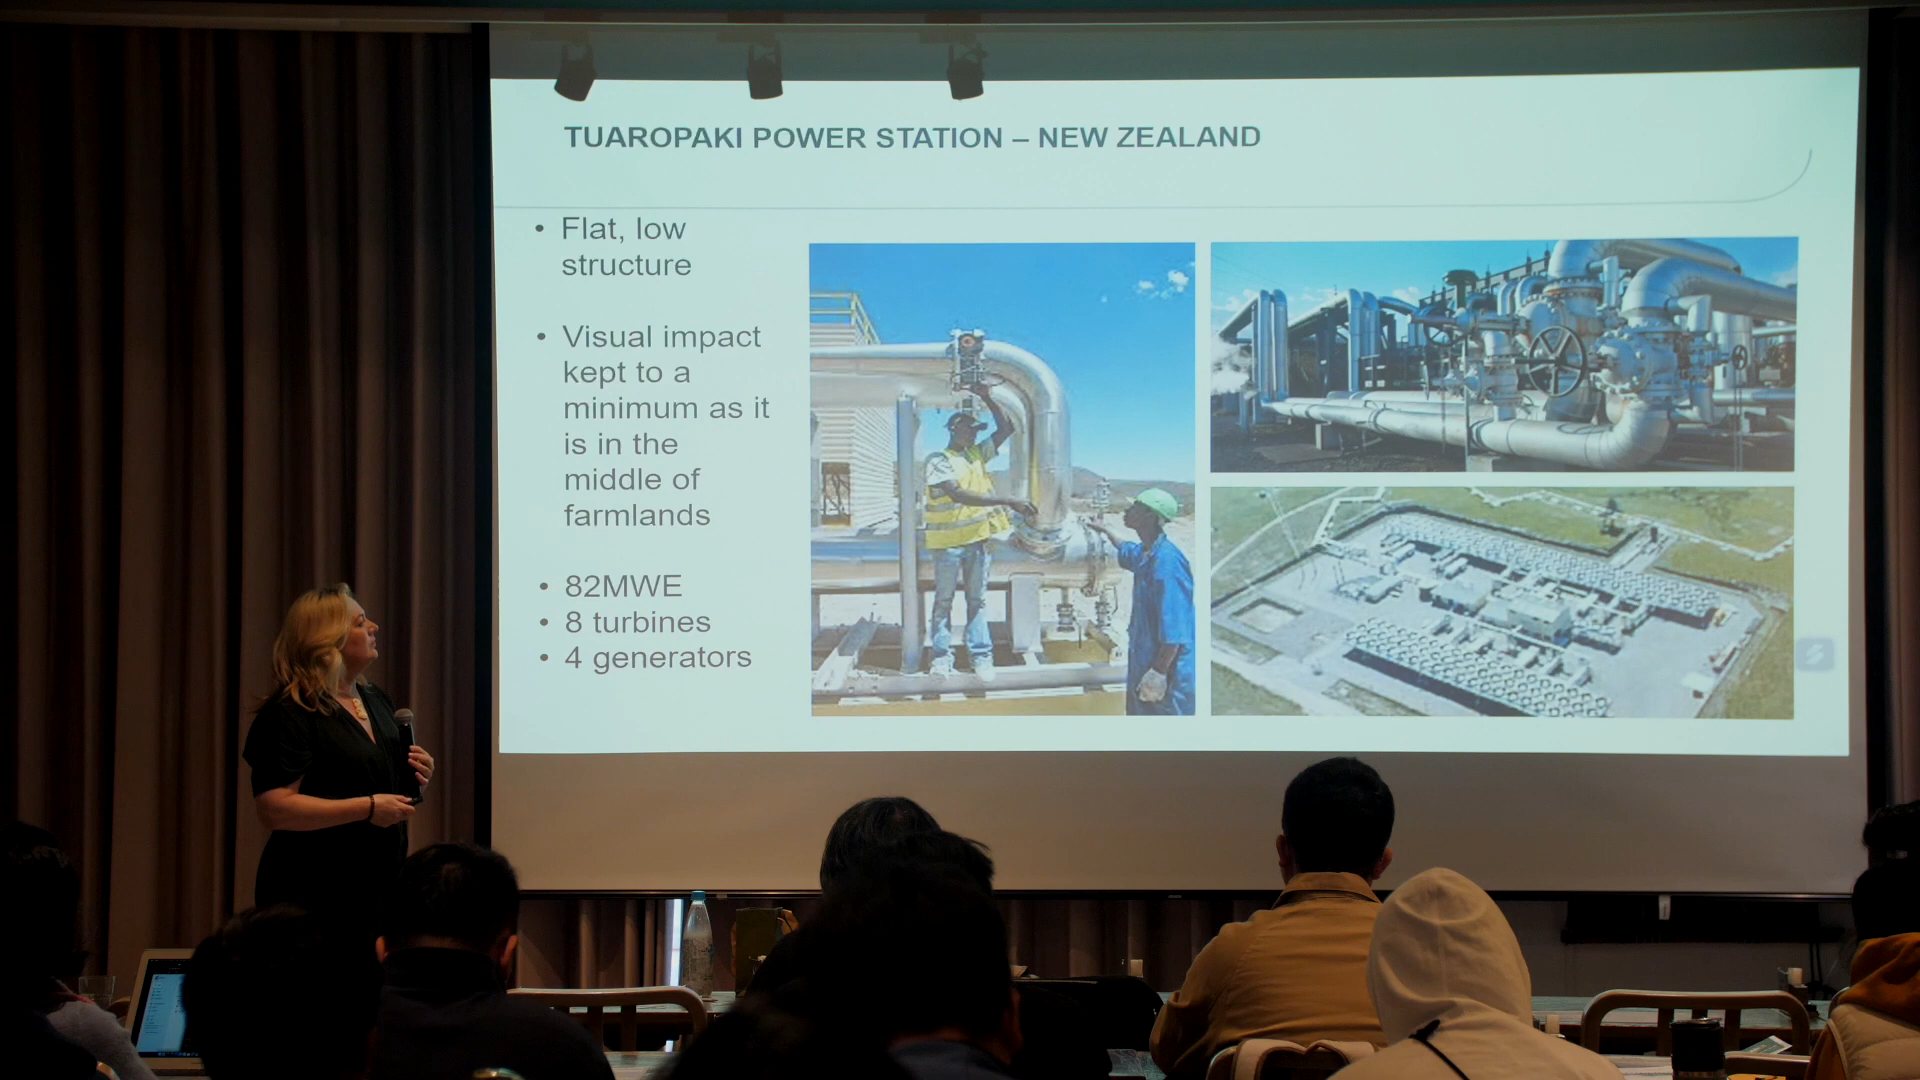 TUAROPAKI POWER STATION – NEW ZEALAND
• Flat, low
structure
• Visual impact
kept to a
minimum as it
is in the
middle of
farmlands
• 82MWE
• 8 turbines
• 4 generators